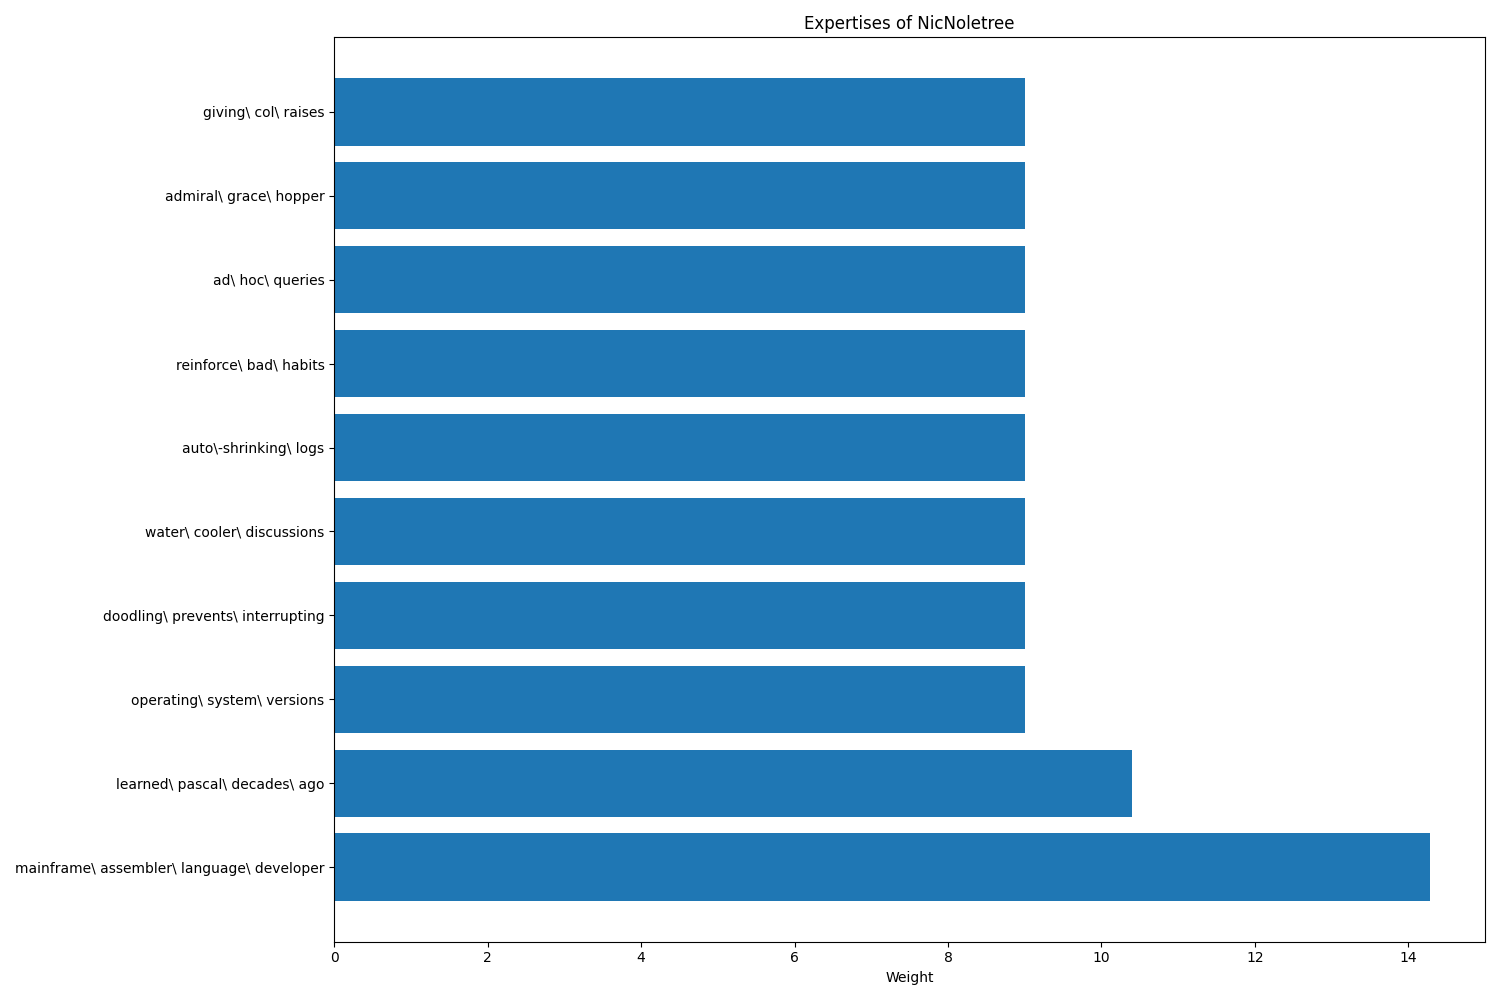 Expertises of NicNoletree
giving\ col\ raises
admiral\ grace\ hopper
ad\ hoc\ queries
reinforce\ bad\ habits
auto\-shrinking\ logs
water\ cooler\ discussions
doodling\ prevents\ interrupting
operating\ system\ versions
learned\ pascal\ decades\ ago
mainframe\ assembler\ language\ developer
0 2 4 6 8 10 12 14
Weight